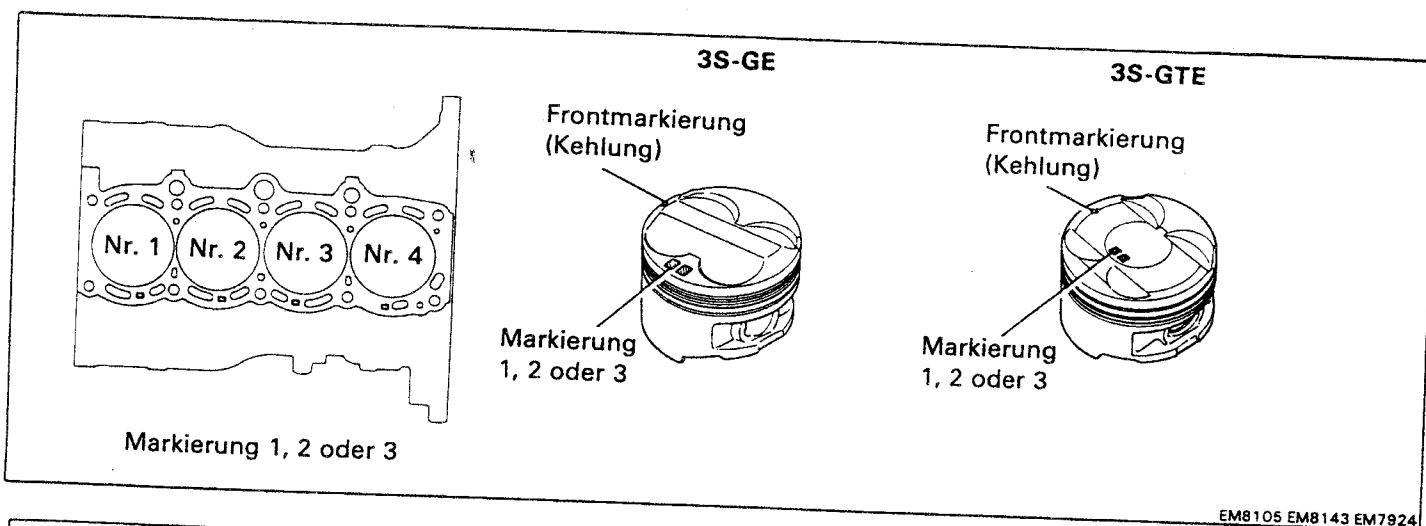 3S-GE
3S-GTE
Frontmarkierung
(Kehlung)
Frontmarkierung
(Kehlung)
Nr. 1 Nr. 2 Nr. 3 Nr. 4
Markierung
1, 2 oder 3
Markierung
1, 2 oder 3
Markierung 1, 2 oder 3
EM8105 EM8143 EM7924